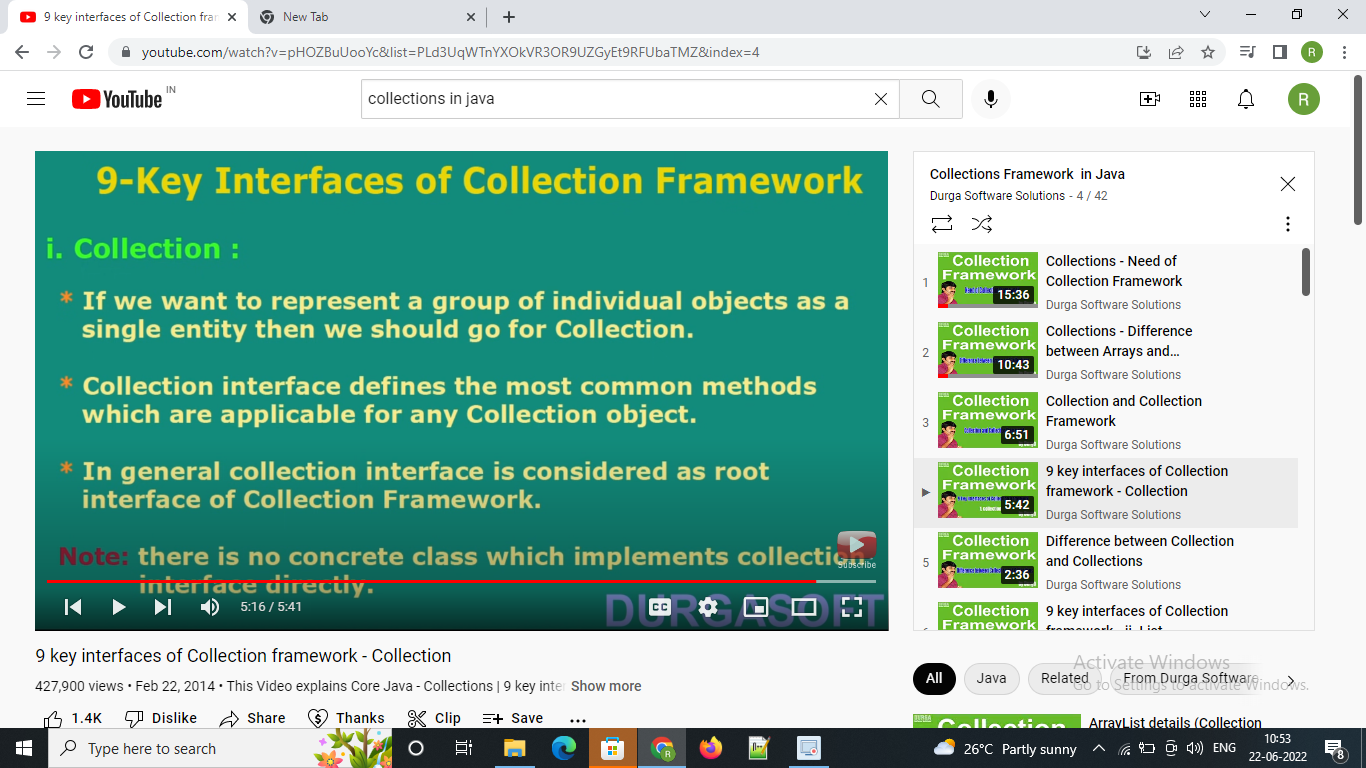 9 key interfaces of Collection fra
New Tab
youtube.com/watch?v=pHOZBuUooYc&list=PLd3UqWTnYXOkVR3OR9UZGyEt9RFUbaTMZ&index=4
R
YouTube IN
collections in java
R
9-Key Interfaces of Collection Framework
i. Collection :
* If we want to represent a group of individual objects as a
single entity then we should go for Collection.
* Collection interface defines the most common methods
which are applicable for any Collection object.
* In general collection interface is considered as root
interface of Collection Framework.
Note: there is no concrete class which implements collection
interface directly.
Subscribe
5:16 / 5:41
CC
DURGASOFT
9 key interfaces of Collection framework - Collection
427,900 views • Feb 22, 2014 • This Video explains Core Java - Collections | 9 key inte Show more
1.4K Dislike Share Thanks Clip Save ...
Collections Framework in Java
Durga Software Solutions - 4 / 42
1
Collection
Framework
15:36
Collections - Need of
Collection Framework
Durga Software Solutions
2
Collection
Framework
10:43
Collections - Difference
between Arrays and...
Durga Software Solutions
3
Collection
Framework
6:51
Collection and Collection
Framework
Durga Software Solutions
Collection
Framework
5:42
9 key interfaces of Collection
framework - Collection
Durga Software Solutions
5
Collection
Framework
2:36
Difference between Collection
and Collections
Durga Software Solutions
Collection
Framework
9 key interfaces of Collection
framework - ii. List
All Java Related From Durga Software
Activate Windows
Go to Settings to activate Windows.
Collection
ArrayList details (Collection
Type here to search
26°C Partly sunny
ENG
10:53
22-06-2022
8